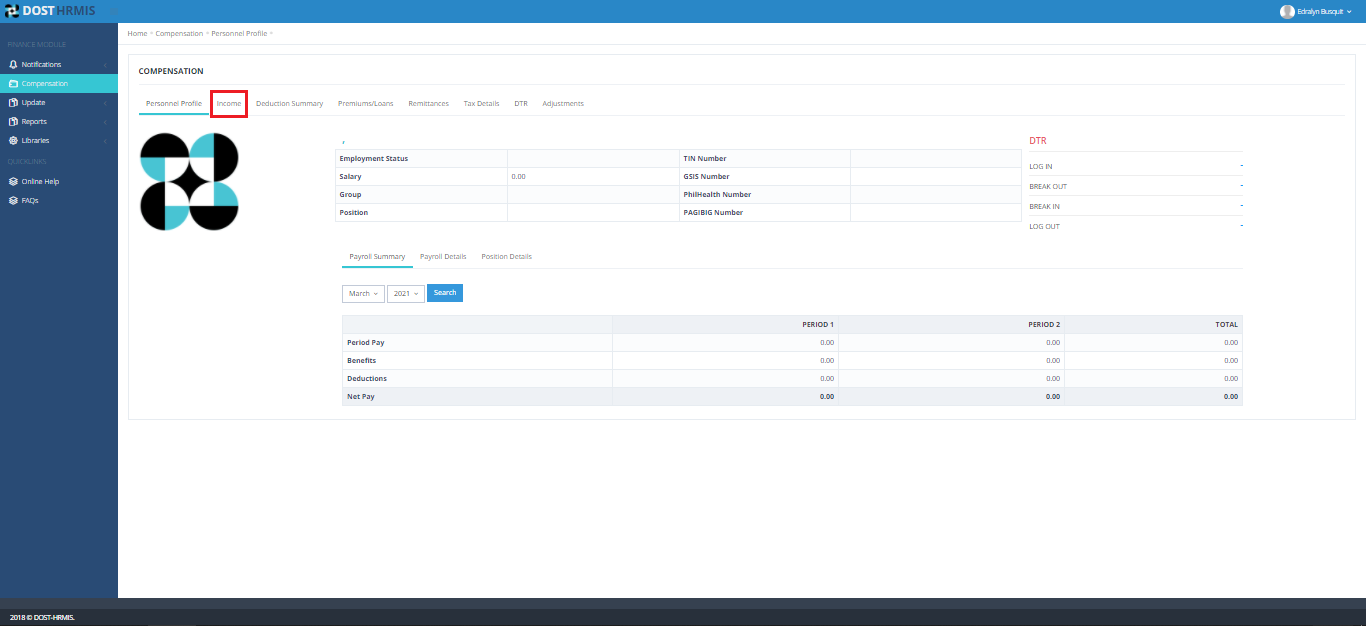 DOST HRMIS
Edralyn Busquit
FINANCE MODULE
Notifications
Compensation
Update
Reports
Libraries
QUICKLINKS
Online Help
FAQs
Home Compensation Personnel Profile
COMPENSATION
Personnel Profile Income Deduction Summary Premiums/Loans Remittances Tax Details DTR Adjustments
,
Employment Status TIN Number
Salary 0.00 GSIS Number
Group PhilHealth Number
Position PAGIBIG Number
DTR
LOG IN -
BREAK OUT -
BREAK IN -
LOG OUT -
Payroll Summary Payroll Details Position Details
March 2021 Search
PERIOD 1 PERIOD 2 TOTAL
Period Pay 0.00 0.00 0.00
Benefits 0.00 0.00 0.00
Deductions 0.00 0.00 0.00
Net Pay 0.00 0.00 0.00
2018 © DOST-HRMIS.